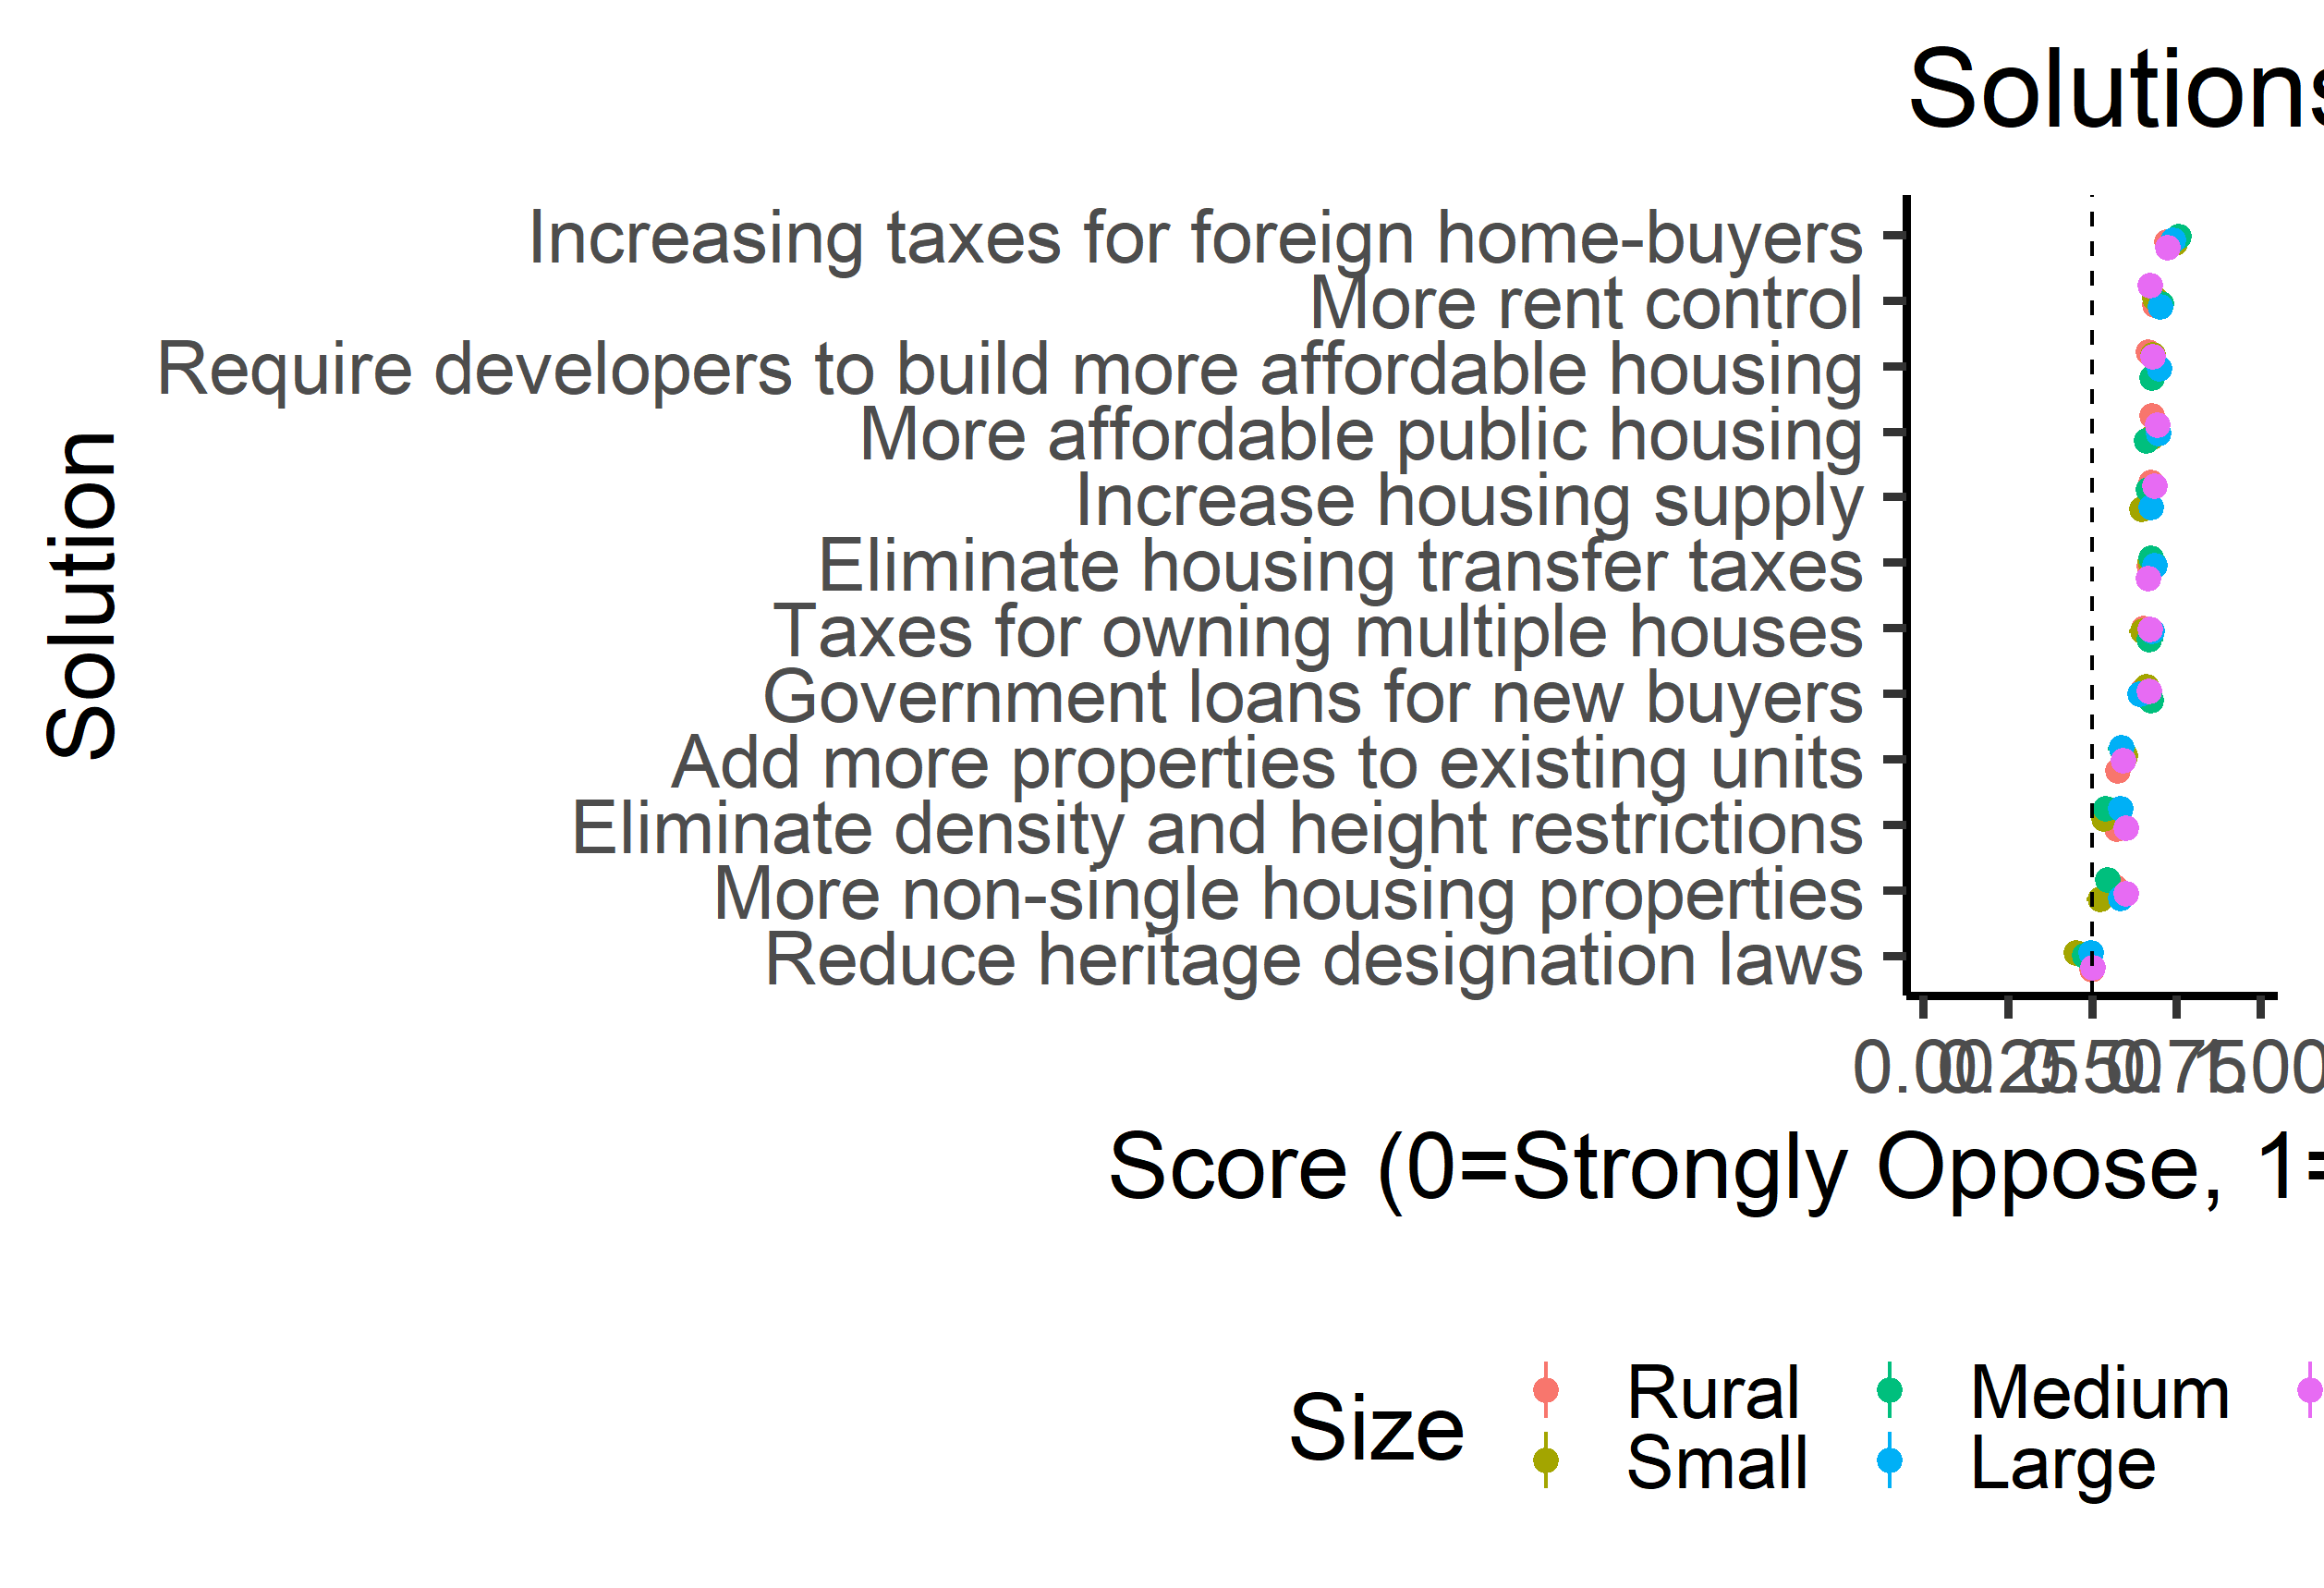 Solutions
Increasing taxes for foreign home-buyers
More rent control
Require developers to build more affordable housing
More affordable public housing
Increase housing supply
Eliminate housing transfer taxes
Taxes for owning multiple houses
Government loans for new buyers
Add more properties to existing units
Eliminate density and height restrictions
More non-single housing properties
Reduce heritage designation laws
Solution
0.00 0.25 0.50 0.75 1.00
Score (0=Strongly Oppose, 1=
Size
Rural Medium
Small Large